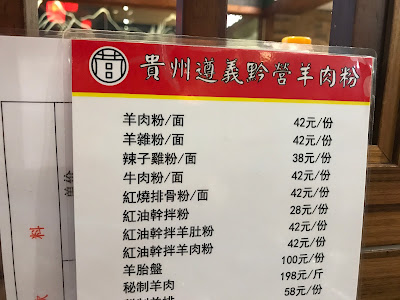 貴州遵義黔營羊肉粉
羊肉粉/面 42元/份
羊雜粉/面 42元/份
辣子雞粉/面 38元/份
牛肉粉/面 42元/份
紅燒排骨粉/面 42元/份
紅油幹拌粉 28元/份
紅油幹拌羊肚粉 42元/份
紅油幹拌羊肉粉 42元/份
羊胎盤 100元/份
秘制羊肉 198元/斤
58元/份
单价
料